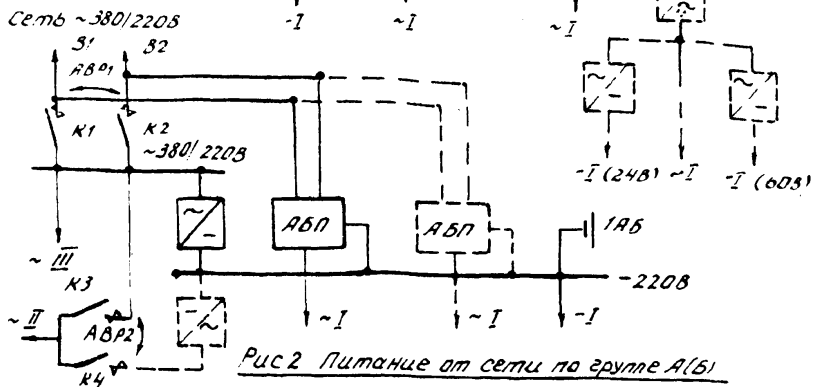 Сеть ~380/220В
-I
~I
~I
В1
В2
АВР1
К1
К2
~380/220В
-I (24В)
~I
-I (60В)
АБП
АБП
1АБ
~III
-220В
К3
~II
АВР2
~I
~I
-I
К4
Рис 2 Питание от сети по группе А(Б)